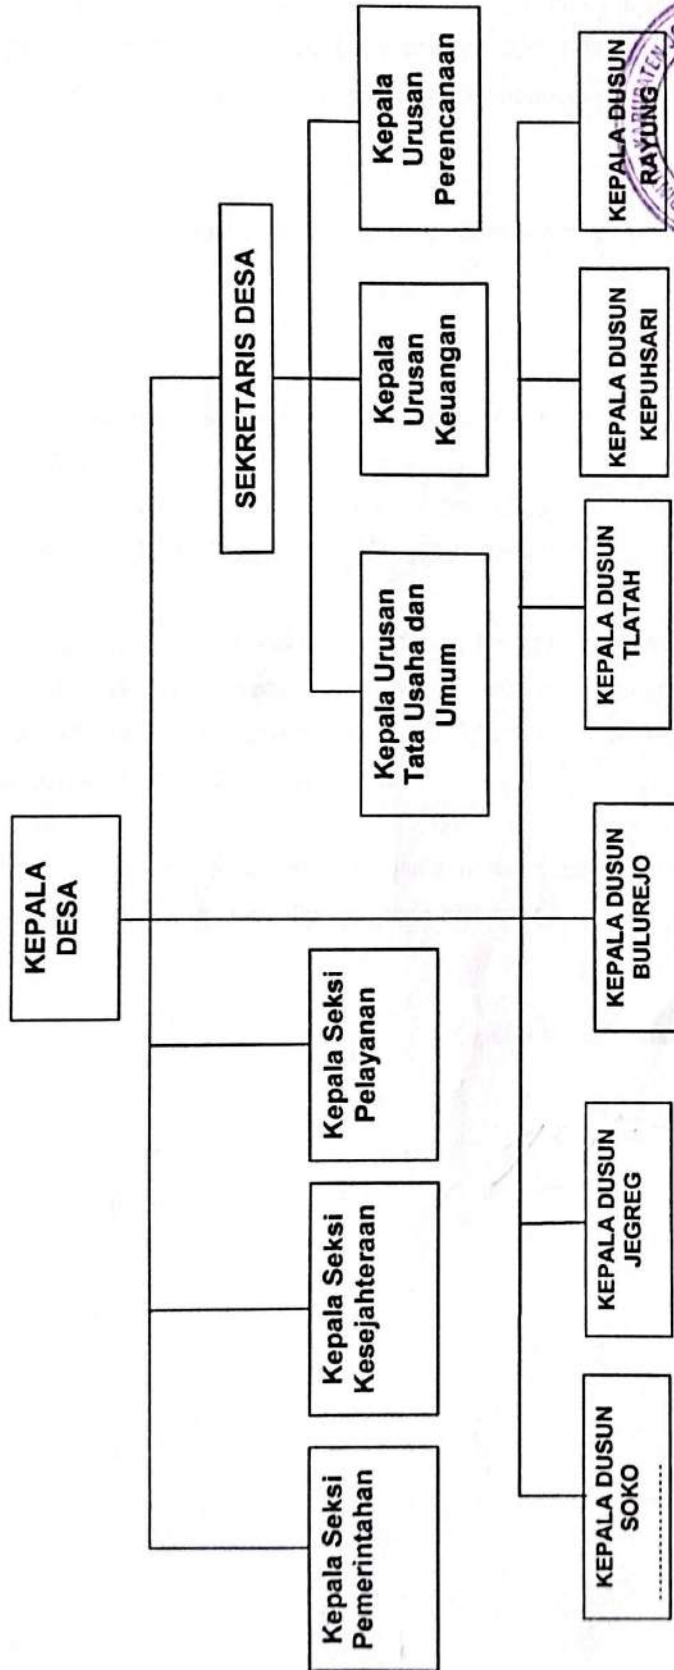 KEPALA
DESA
SEKRETARIS DESA
Kepala Seksi
Pemerintahan
Kepala Seksi
Kesejahteraan
Kepala Seksi
Pelayanan
Kepala Urusan
Tata Usaha dan
Umum
Kepala
Urusan
Keuangan
Kepala
Urusan
Perencanaan
KEPALA DUSUN
SOKO
....................
KEPALA DUSUN
JEGREG
KEPALA DUSUN
BULUREJO
KEPALA DUSUN
TLATAH
KEPALA DUSUN
KEPUHSARI
KEPALA DUSUN
RAYUNG
KABUPATEN